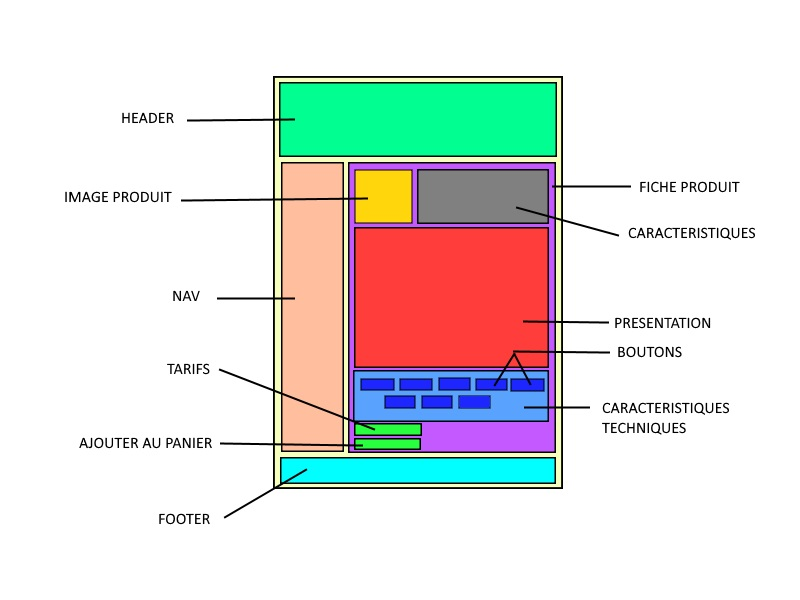 HEADER
IMAGE PRODUIT
FICHE PRODUIT
CARACTERISTIQUES
NAV
PRESENTATION
BOUTONS
TARIFS
CARACTERISTIQUES
TECHNIQUES
AJOUTER AU PANIER
FOOTER